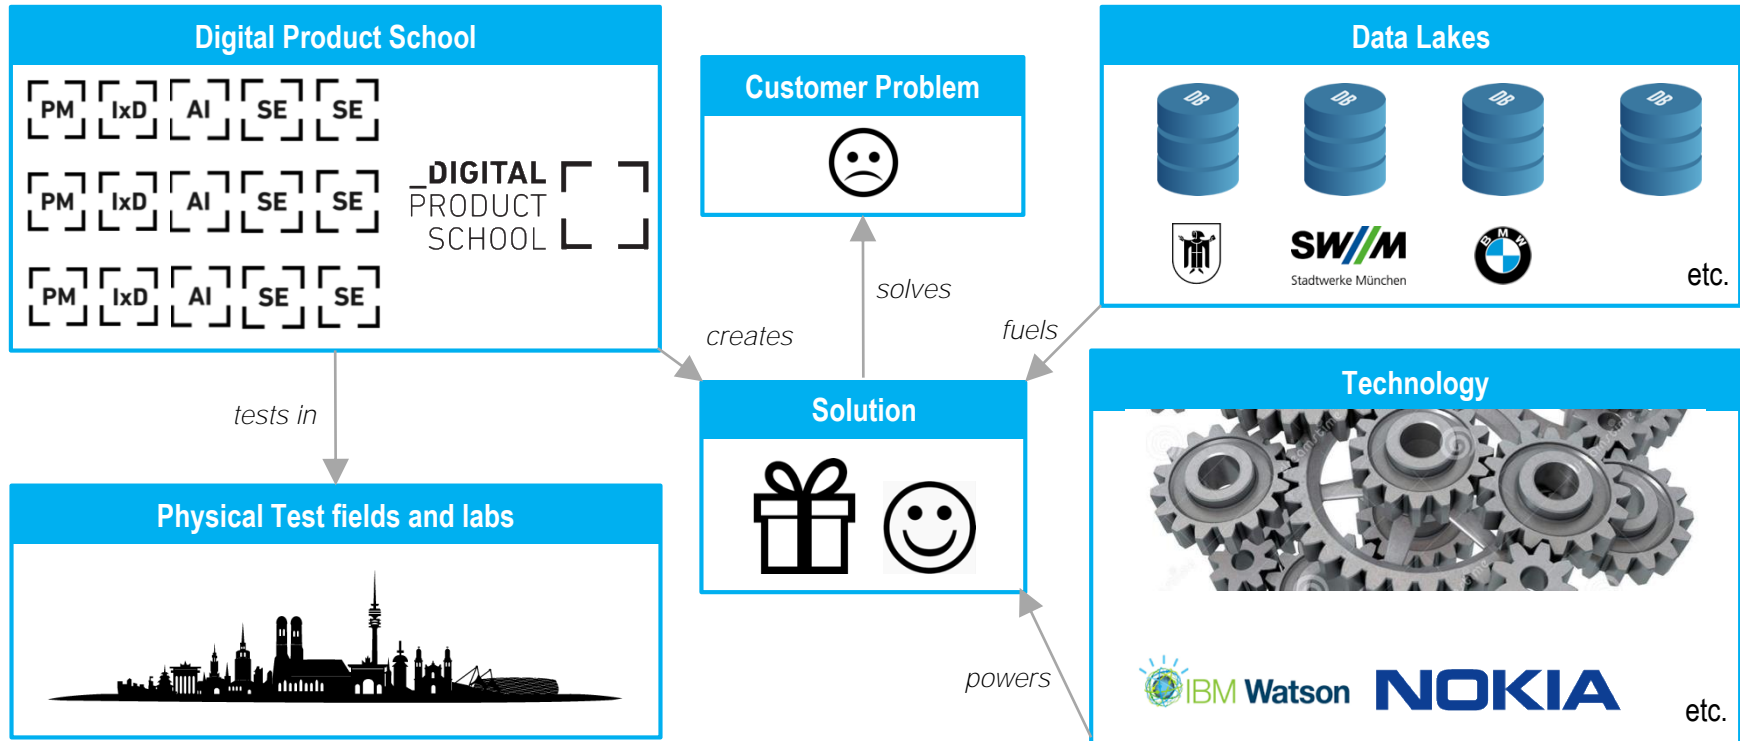 Digital Product School
PM IxD AI SE SE
PM IxD AI SE SE
PM IxD AI SE SE
_DIGITAL
PRODUCT
SCHOOL
Customer Problem
Data Lakes
DB DB DB DB
SW//M
Stadtwerke München
BMW
etc.
solves
creates
fuels
tests in
Solution
Technology
Physical Test fields and labs
powers
IBM Watson
NOKIA
etc.